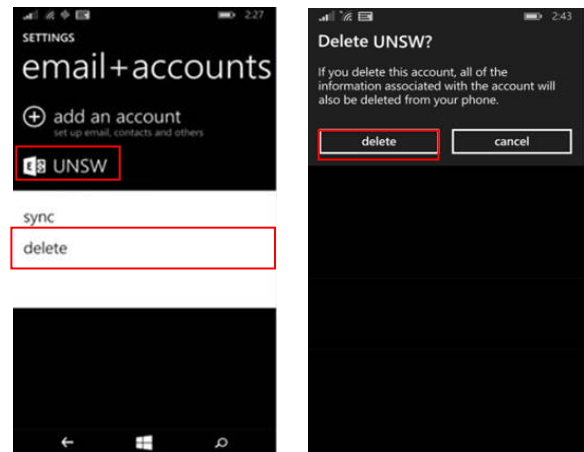 2:27
SETTINGS
email+accounts
add an account
set up email, contacts and others
UNSW
sync
delete
2:43
Delete UNSW?
If you delete this account, all of the
information associated with the account will
also be deleted from your phone.
delete
cancel